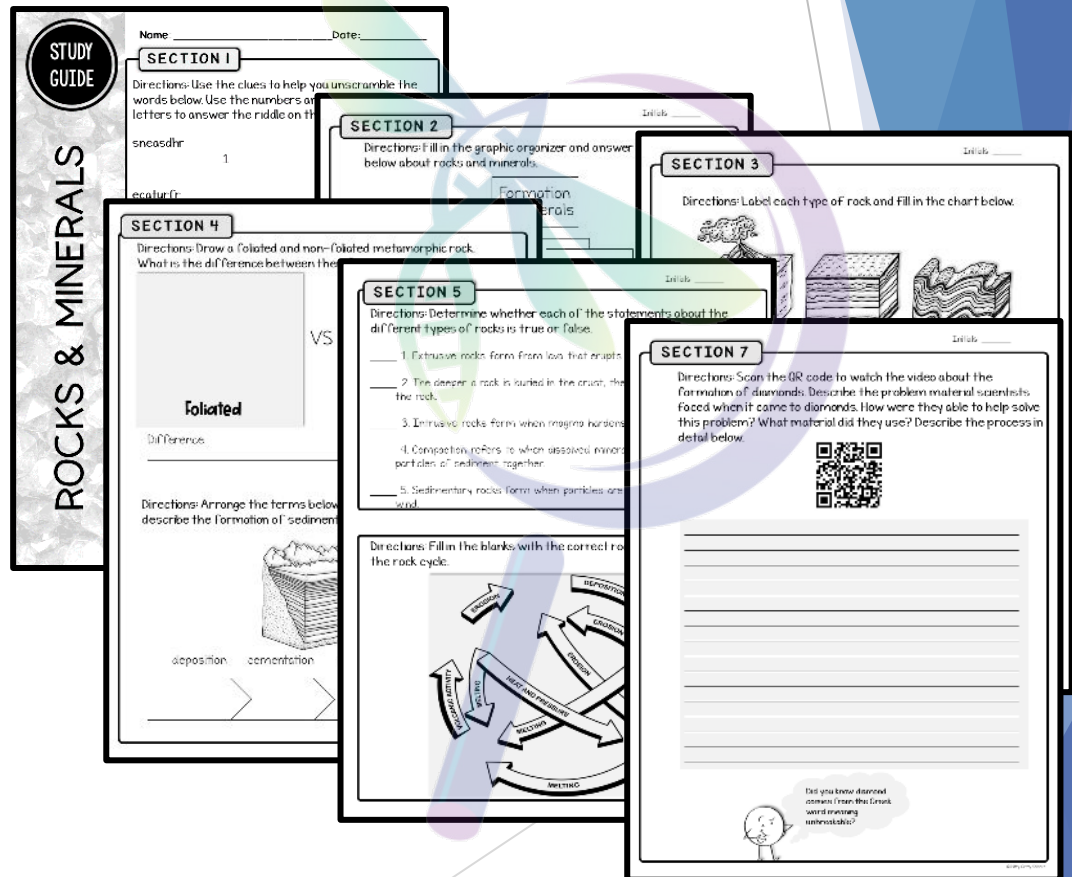 STUDY
GUIDE
ROCKS & MINERALS
Name: Date:
SECTION 1
Directions: Use the clues to help you unscramble the
words below. Use the numbers
letters to answer the riddle on
sneasdhr
1
SECTION 2
Initials
Directions: Fill in the graphic organizer and answer
below about rocks and minerals.
Formation
SECTION 3
Initials
Directions: Label each type of rock and fill in the chart below.
SECTION 4
Directions: Draw a foliated and non-foliated metamorphic rock.
What is the difference between
VS
Foliated
Difference
Directions: Arrange the terms below
describe the formation of
deposition cementation
SECTION 5
Initials
Directions: Determine whether each of the statements about the
different types of rocks is true or false.
1. Extrusive rocks form from lava that erupts
2. The deeper a rock is buried in the crust, the
the rock.
3. Intrusive rocks form when magma hardens
4. Compaction refers to when dissolved
particles of sediment together.
5. Sedimentary rocks form when particles are
wind.
Directions: Fill in the blanks with the correct
the rock cycle.
EROSION
DEPOSITION
EROSION
EROSION
VOLCANIC ACTIVITY
MELTING
HEAT AND PRESSURE
MELTING
MELTING
SECTION 7
Initials
Directions: Scan the QR code to watch the video about the
formation of diamonds. Describe the problem material scientists
faced when it came to diamonds. How were they able to help solve
this problem? What material did they use? Describe the process in
detail below.
Did you know diamond
comes from the Greek
word meaning
unbreakable?